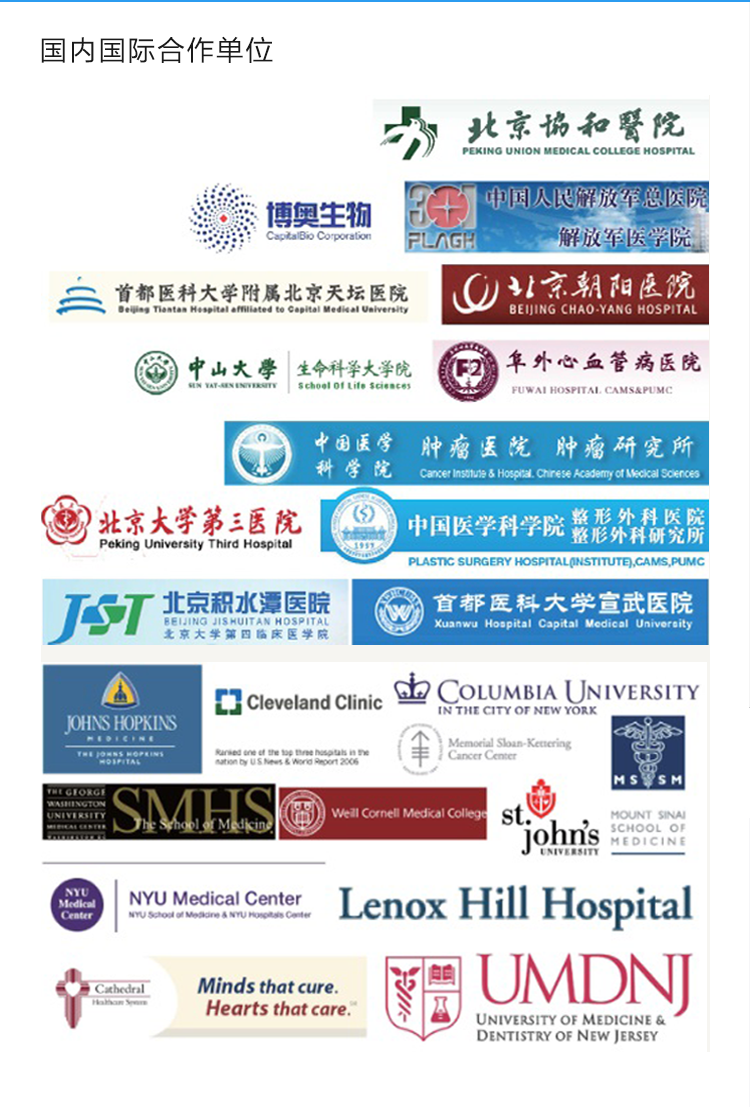 国内国际合作单位
北京協和醫院
PEKING UNION MEDICAL COLLEGE HOSPITAL
博奥生物
CapitalBio Corporation
301
PLAGH
中国人民解放军总医院
解放军医学院
首都医科大学附属北京天坛医院
Beijing Tiantan Hospital affiliated to Capital Medical University
北京朝阳医院
BEIJING CHAO-YANG HOSPITAL
中山大學
SUN YAT-SEN UNIVERSITY
生命科学大学院
School Of Life Sciences
阜外心血管病医院
FUWAI HOSPITAL CAMS&PUMC
中国医学
科学院
肿瘤医院 肿瘤研究所
Cancer Institute & Hospital. Chinese Academy of Medical Sciences
北京大学第三医院
Peking University Third Hospital
1957
中国医学科学院
整形外科医院
整形外科研究所
PLASTIC SURGERY HOSPITAL(INSTITUTE),CAMS,PUMC
JST
北京积水潭医院
BEIJING JISHUITAN HOSPITAL
北京大学第四临床医学院
首都医科大学宣武医院
Xuanwu Hospital Capital Medical University
JOHNS HOPKINS
MEDICINE
THE JOHNS HOPKINS
HOSPITAL
Cleveland Clinic
Ranked one of the top three hospitals in the
nation by U.S.News & World Report 2006
COLUMBIA UNIVERSITY
IN THE CITY OF NEW YORK
Memorial Sloan-Kettering
Cancer Center
MSSM
MOUNT SINAI
SCHOOL OF
MEDICINE
THE GEORGE
WASHINGTON
UNIVERSITY
MEDICAL CENTER
WASHINGTON DC
SMHS
The School of Medicine
Weill Cornell Medical College
st.
john's
UNIVERSITY
NYU
Medical
Center
NYU Medical Center
NYU School of Medicine & NYU Hospitals Center
Lenox Hill Hospital
Cathedral
Healthcare System
Minds that cure.
Hearts that care.
UMDNJ
UNIVERSITY OF MEDICINE &
DENTISTRY OF NEW JERSEY